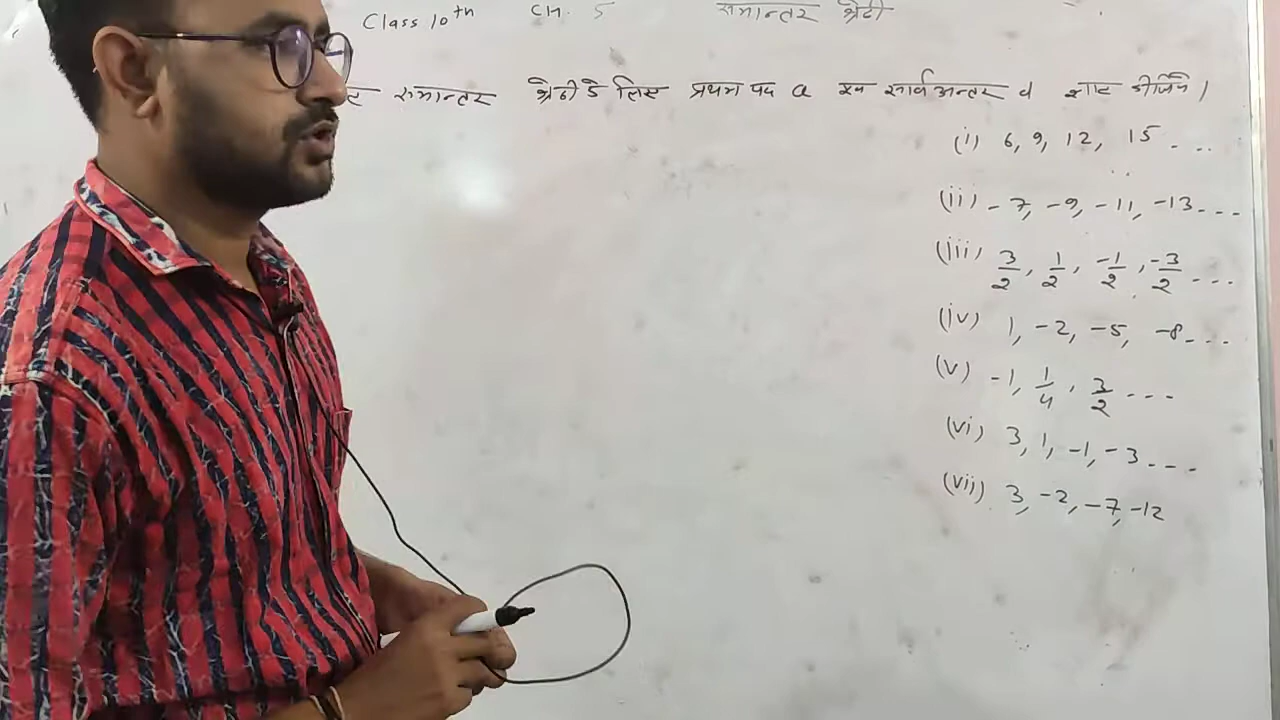 Class 10th CH. 5 समान्तर श्रेढी
समान्तर श्रेढी के लिए प्रथम पद a एवं सार्वअन्तर d ज्ञात कीजिये।
(i) 6, 9, 12, 15 ...
(ii) -7, -9, -11, -13...
(iii) 3/2, 1/2, -1/2, -3/2 ...
(iv) 1, -2, -5, -8...
(v) -1, 1/4, 3/2 ...
(vi) 3, 1, -1, -3...
(vii) 3, -2, -7, -12